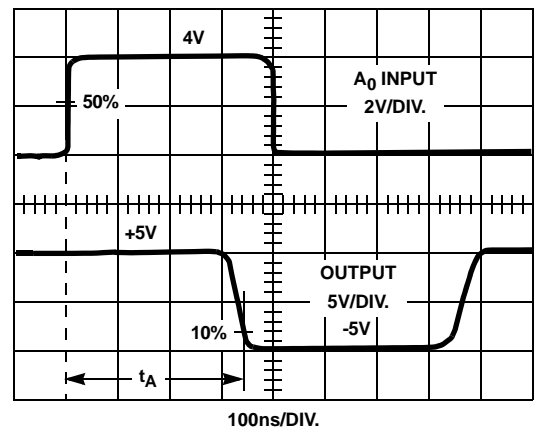 4V
A0 INPUT
2V/DIV.
50%
+5V
OUTPUT
5V/DIV.
-5V
10%
tA
100ns/DIV.